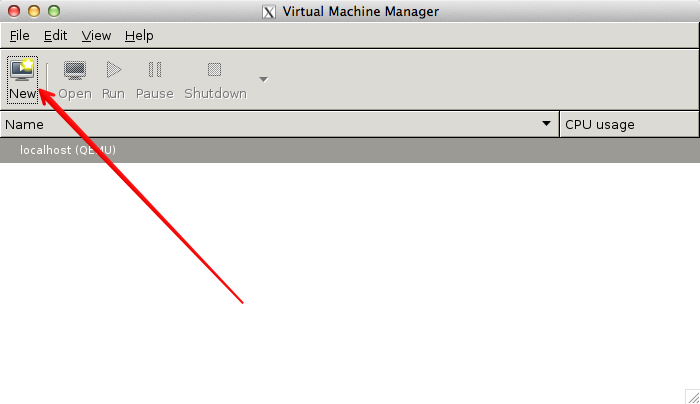 Virtual Machine Manager
File Edit View Help
New Open Run Pause Shutdown
Name CPU usage
localhost (QEMU)